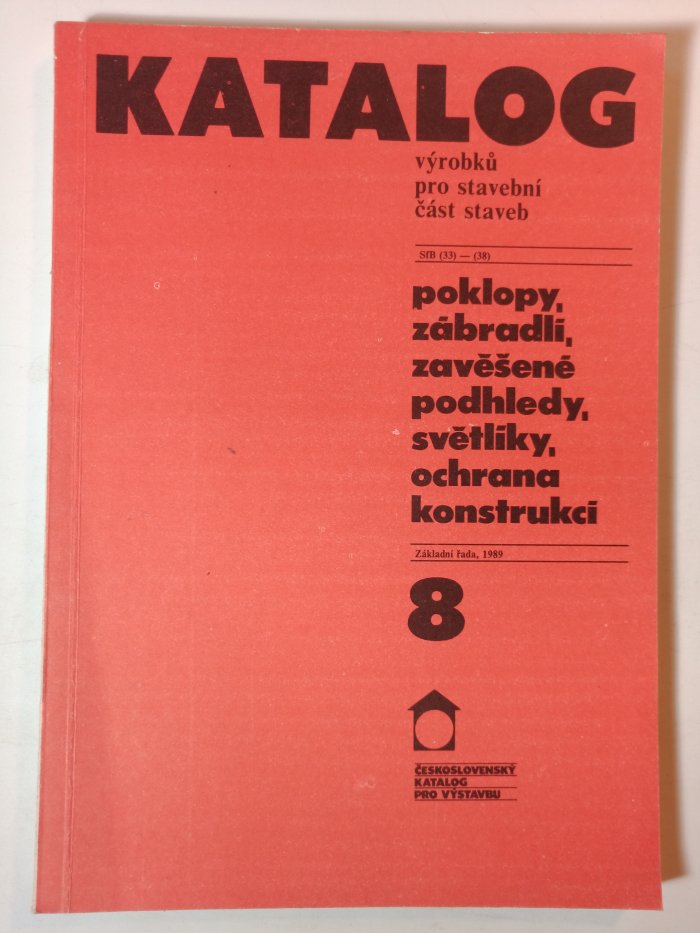 KATALOG
výrobků
pro stavební
část staveb
SfB (33) — (38)
poklopy,
zábradlí,
zavěšené
podhledy,
světlíky,
ochrana
konstrukcí
Základní řada, 1989
8
ČESKOSLOVENSKÝ
KATALOG
PRO VÝSTAVBU